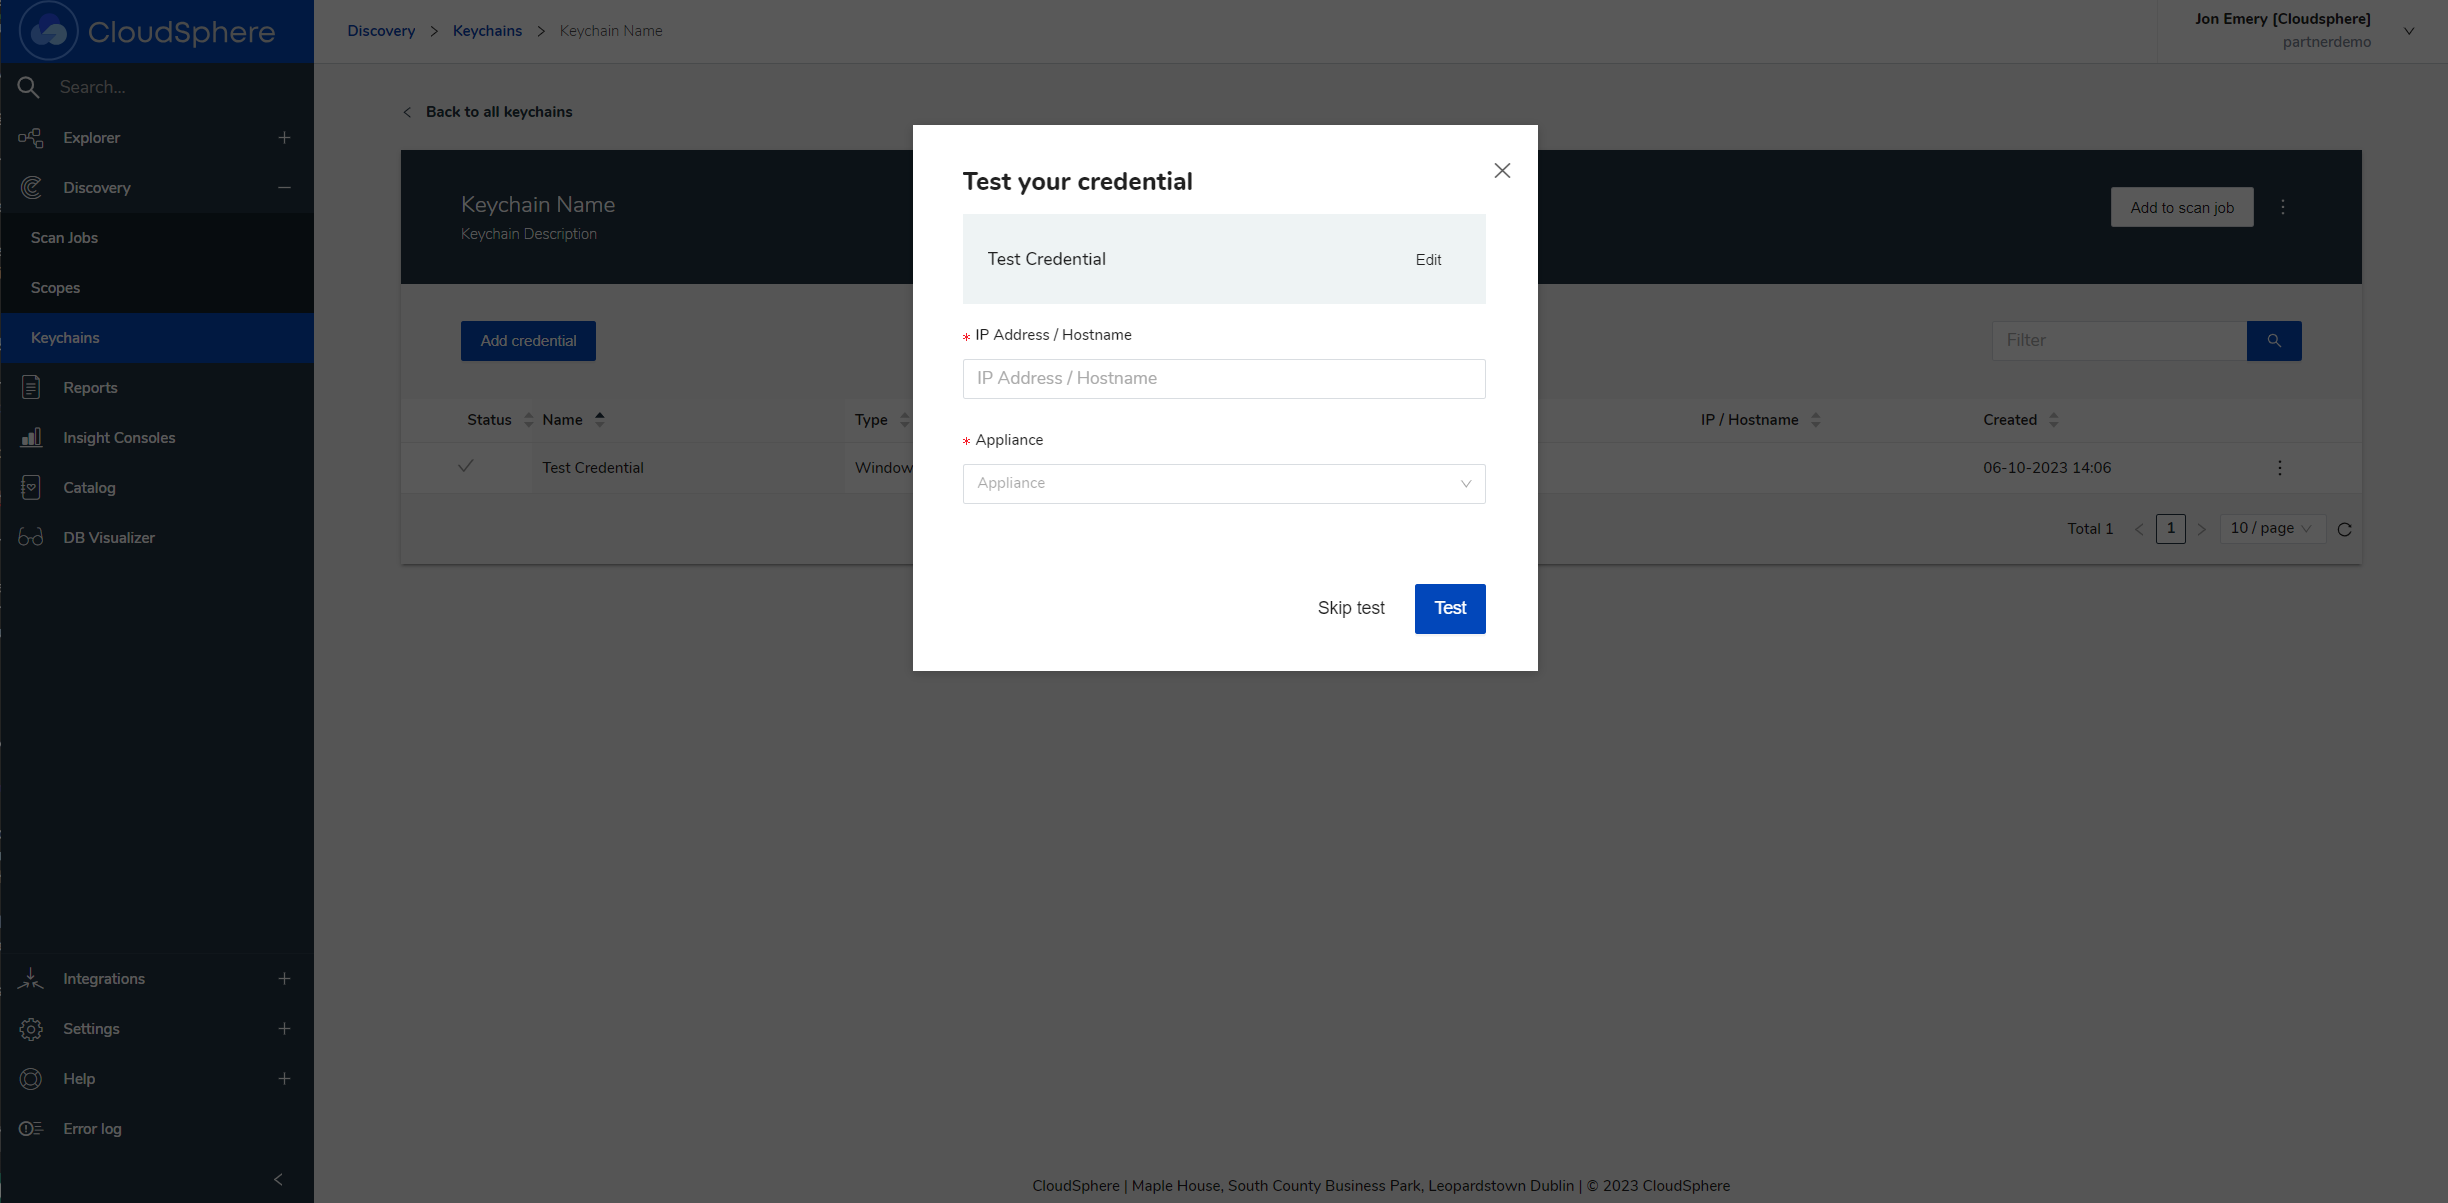 CloudSphere
Search...
Explorer
Discovery
Scan Jobs
Scopes
Keychains
Reports
Insight Consoles
Catalog
DB Visualizer
Integrations
Settings
Help
Error log
Discovery > Keychains > Keychain Name
Jon Emery [Cloudsphere]
partnerdemo
Back to all keychains
Keychain Name
Keychain Description
Add to scan job
Add credential
Filter
Status Name Type IP / Hostname Created
Test Credential Window 06-10-2023 14:06
Total 1 < 1 > 10 / page
Test your credential
Test Credential Edit
* IP Address / Hostname
IP Address / Hostname
* Appliance
Appliance
Skip test Test
CloudSphere | Maple House, South County Business Park, Leopardstown Dublin | © 2023 CloudSphere